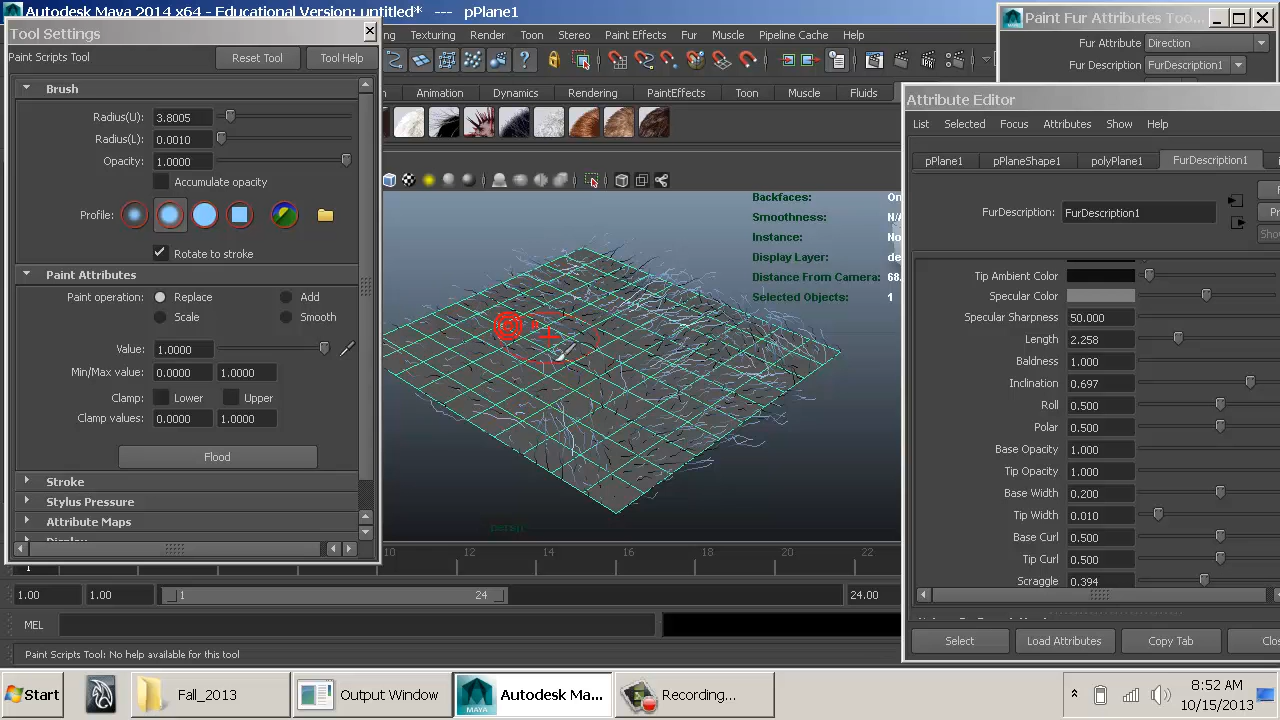 Autodesk Maya 2014 x64 - Educational Version: untitled* --- pPlane1
Tool Settings
Paint Scripts Tool
Reset Tool
Tool Help
Brush
Radius(U): 3.8005
Radius(L): 0.0010
Opacity: 1.0000
Accumulate opacity
Profile:
Rotate to stroke
Paint Attributes
Paint operation: Replace Add
Scale Smooth
Value: 1.0000
Min/Max value: 0.0000 1.0000
Clamp: Lower Upper
Clamp values: 0.0000 1.0000
Flood
Stroke
Stylus Pressure
Attribute Maps
Texturing Render Toon Stereo Paint Effects Fur Muscle Pipeline Cache Help
Animation Dynamics Rendering PaintEffects Toon Muscle Fluids
Backfaces: On
Smoothness: N/A
Instance: No
Display Layer: de
Distance From Camera: 68.
Selected Objects: 1
persp
Paint Fur Attributes Too...
Fur Attribute Direction
Fur Description FurDescription1
Attribute Editor
List Selected Focus Attributes Show Help
pPlane1 pPlaneShape1 polyPlane1 FurDescription1
FurDescription: FurDescription1
Tip Ambient Color
Specular Color
Specular Sharpness 50.000
Length 2.258
Baldness 1.000
Inclination 0.697
Roll 0.500
Polar 0.500
Base Opacity 1.000
Tip Opacity 1.000
Base Width 0.200
Tip Width 0.010
Base Curl 0.500
Tip Curl 0.500
Scraggle 0.394
Select Load Attributes Copy Tab Clo
10 12 14 16 18 20 22
1
1.00 1.00 1 24 24.00
MEL
Paint Scripts Tool: No help available for this tool
Start Fall_2013 Output Window Autodesk Ma... Recording...
8:52 AM
10/15/2013